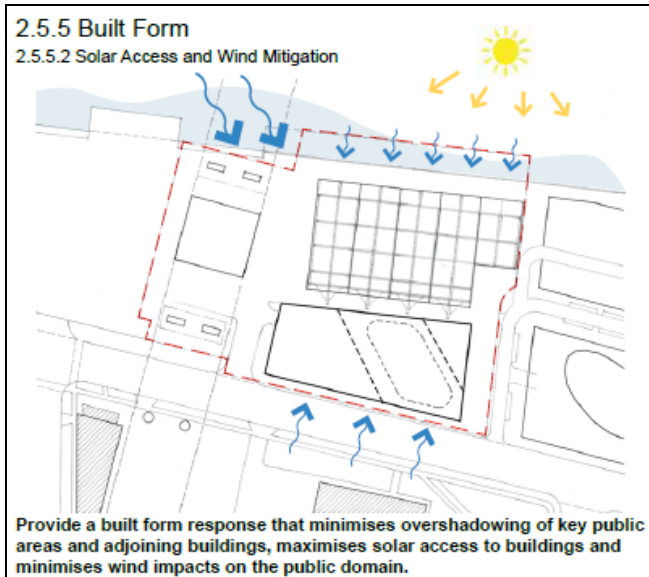 2.5.5 Built Form
2.5.5.2 Solar Access and Wind Mitigation
Provide a built form response that minimises overshadowing of key public
areas and adjoining buildings, maximises solar access to buildings and
minimises wind impacts on the public domain.